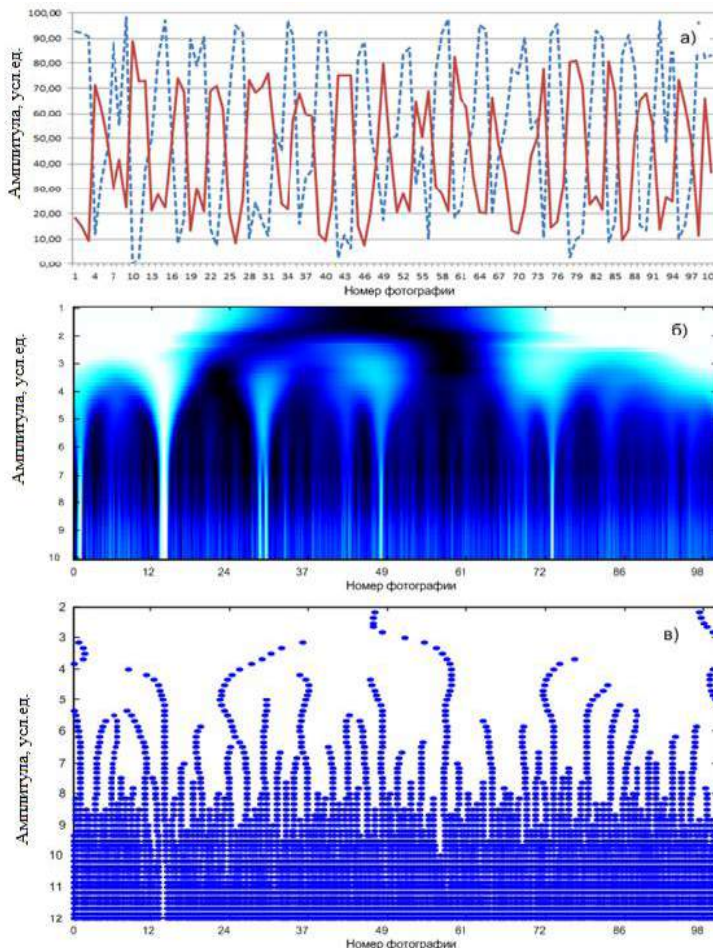 Амплитула, усл.ед.
а)
100,00
90,00
80,00
70,00
60,00
50,00
40,00
30,00
20,00
10,00
0,00
1 4 7 10 13 16 19 22 25 28 31 34 37 40 43 46 49 52 55 58 61 64 67 70 73 76 79 82 85 88 91 94 97 10
Номер фотографии
Амплитула, усл.ед.
б)
1
2
3
4
5
6
7
8
9
10
0 12 24 37 49 61 72 86 98
Номер фотографии
Амплитула, усл.ед.
в)
2
3
4
5
6
7
8
9
10
11
12
0 12 24 37 49 61 72 86 98
Номер фотографии